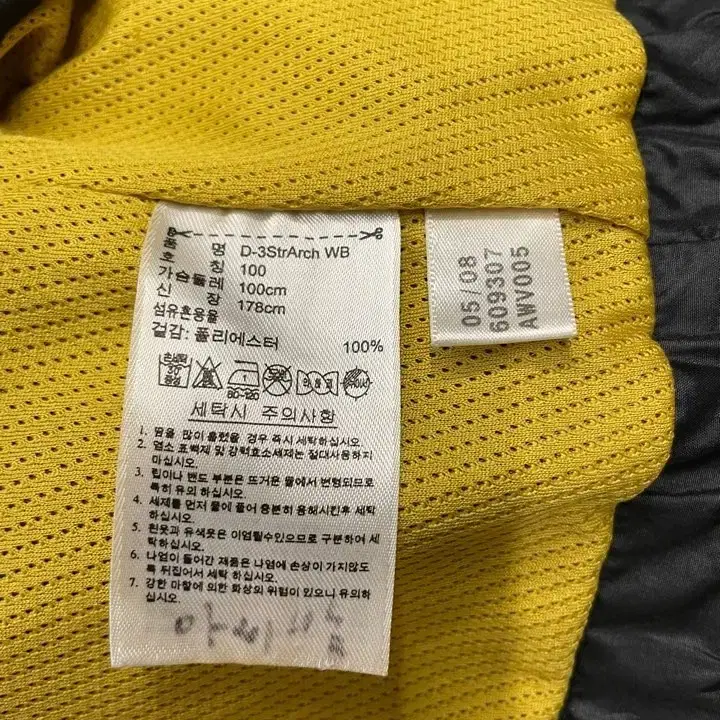 품 명 D-3StrArch WB
호 칭 100
가슴둘레 100cm
신 장 178cm
섬유혼용율
겉감: 폴리에스터 100%
80-120
세탁시 주의사항
1. 땀을 많이 흘렸을 경우 즉시 세탁하십시오.
2. 염소 표백제 및 강력효소세제는 절대사용하지
마십시오.
3. 립이나 밴드 부분은 뜨거운 물에서 변형되므로
특히 유의 하십시오.
4. 세제를 먼저 물에 풀어 충분히 용해시킨후 세탁
하십시오.
5. 흰옷과 유색옷은 이염될수있으므로 구분하여 세
탁하십시오.
6. 나염이 들어간 제품은 나염에 손상이 가지않도
록 뒤집어서 세탁 하십시오.
7. 강한 마찰에 의한 화상의 위험이 있으니 유의하
십시오.
05/08
609307
AWV005